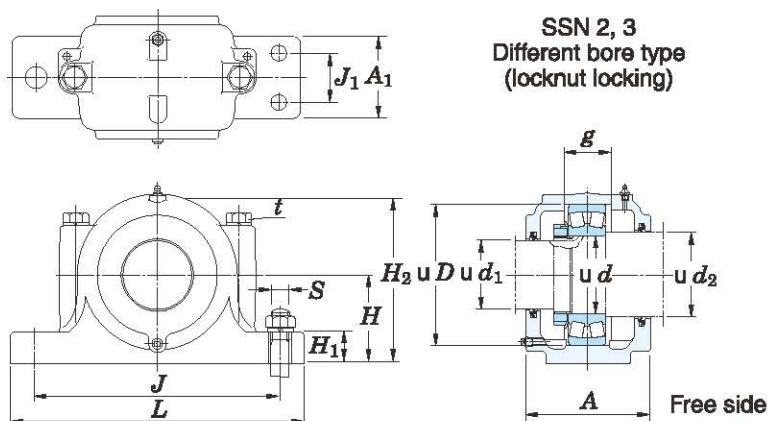 SSN 2, 3
Different bore type
(locknut locking)
J1 A1
g
t
S
H2 u D u d1
u d
u d2
H
H1
J
L
A
Free side